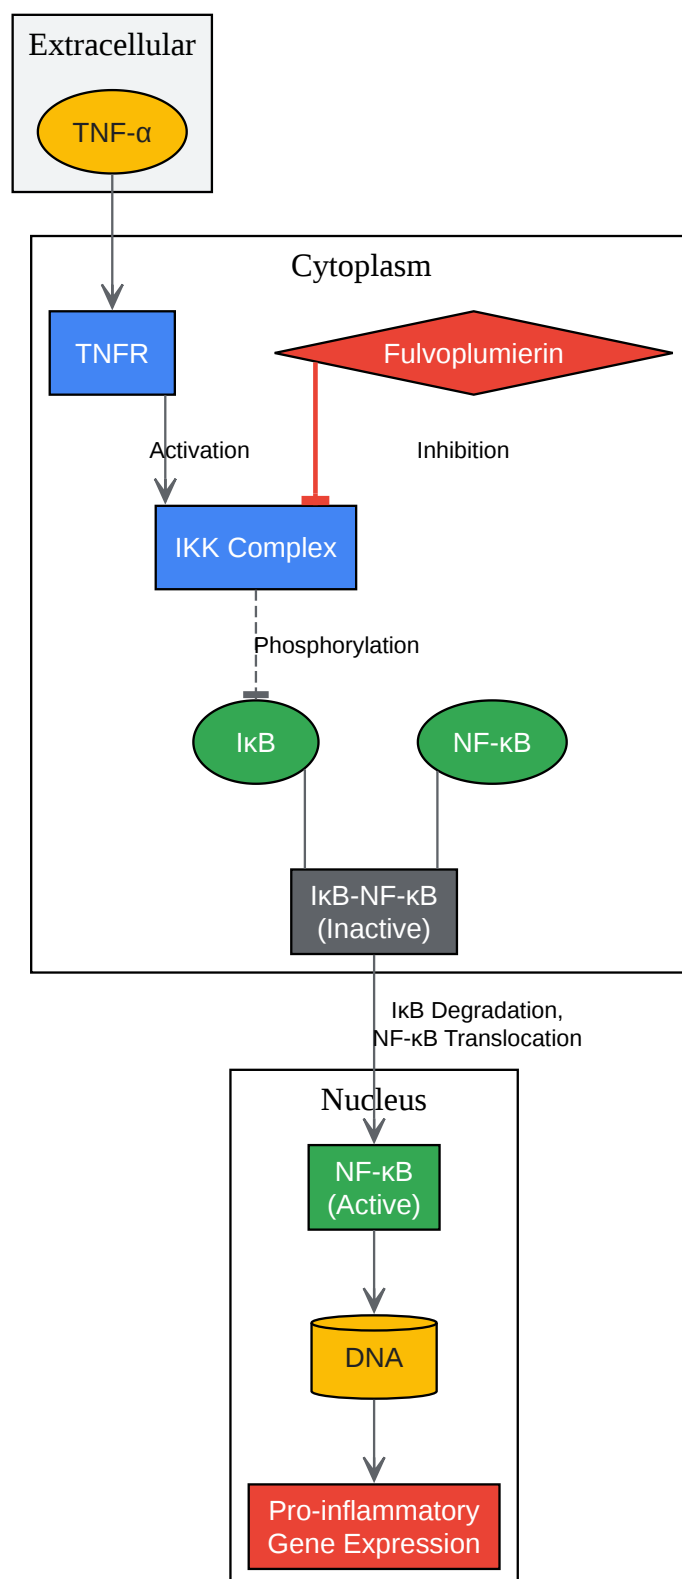 Extracellular
TNF-α
Cytoplasm
TNFR
Fulvoplumierin
Activation
Inhibition
IKK Complex
Phosphorylation
IκB
NF-κB
IκB-NF-κB
(Inactive)
IκB Degradation,
NF-κB Translocation
Nucleus
NF-κB
(Active)
DNA
Pro-inflammatory
Gene Expression